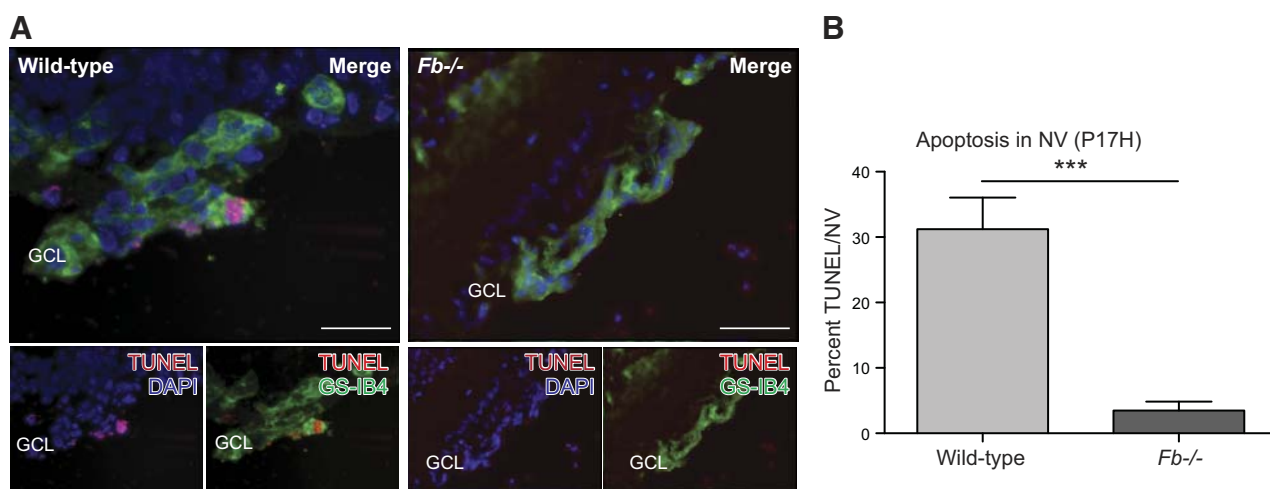 A
Wild-type
Merge
GCL
Fb-/-
Merge
GCL
TUNEL
DAPI
GCL
TUNEL
GS-IB4
GCL
TUNEL
DAPI
GCL
TUNEL
GS-IB4
GCL
B
Apoptosis in NV (P17H)
***
Percent TUNEL/NV
40
30
20
10
0
Wild-type
Fb-/-